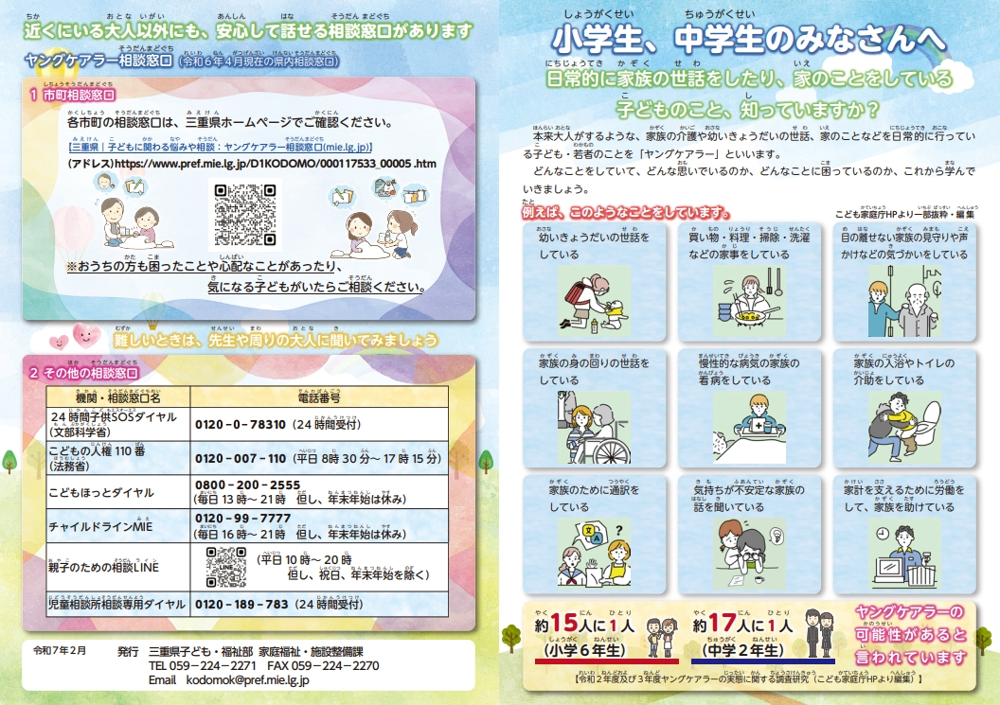 近くにいる大人以外にも、安心して話せる相談窓口があります
ヤングケアラー相談窓口（令和６年４月現在の県内相談窓口）
1 市町相談窓口
各市町の相談窓口は、三重県ホームページでご確認ください。
【三重県｜子どもに関わる悩みや相談：ヤングケアラー相談窓口(mie.lg.jp)】
（アドレス）https://www.pref.mie.lg.jp/D1KODOMO/000117533_00005 .htm
※おうちの方も困ったことや心配なことがあったり、
気になる子どもがいたらご相談ください。
難しいときは、先生や周りの大人に聞いてみましょう
2 その他の相談窓口
機関・相談窓口名　電話番号
24 時間子供SOSダイヤル
（文部科学省）
0120－0－78310（24 時間受付）
こどもの人権 110 番
（法務省）
0120－007－110（平日 8時 30 分～ 17 時 15 分）
こどもほっとダイヤル
0800－200－2555
（毎日 13 時～ 21 時　但し、年末年始は休み）
チャイルドラインMIE
0120－99－7777
（毎日 16 時～ 21 時　但し、年末年始は休み）
親子のための相談LINE
LINE
（平日 10 時～ 20 時
但し、祝日、年末年始を除く）
児童相談所相談専用ダイヤル
0120－189－783（24 時間受付）
令和７年２月　発行　三重県子ども・福祉部 家庭福祉・施設整備課
TEL 059－224－2271　FAX 059－224－2270
Email　kodomok@pref.mie.lg.jp
小学生、中学生のみなさんへ
日常的に家族の世話をしたり、家のことをしている
子どものこと、知っていますか？
本来大人がするような、家族の介護や幼いきょうだいの世話、家のことなどを日常的に行ってい
る子ども・若者のことを「ヤングケアラー」といいます。
どんなことをしていて、どんな思いでいるのか、どんなことに困っているのか、これから学んで
いきましょう。
例えば、このようなことをしています。
こども家庭庁HPより一部抜粋・編集
幼いきょうだいの世話を
している
買い物・料理・掃除・洗濯
などの家事をしている
目の離せない家族の見守りや声
かけなどの気づかいをしている
家族の身の回りの世話を
している
慢性的な病気の家族の
看病をしている
家族の入浴やトイレの
介助をしている
家族のために通訳を
している
気持ちが不安定な家族の
話を聞いている
家計を支えるために労働を
して、家族を助けている
約15人に１人
（小学６年生）
約17人に１人
（中学２年生）
ヤングケアラーの
可能性があると
言われています
【令和２年度及び３年度ヤングケアラーの実態に関する調査研究（こども家庭庁HPより編集）】